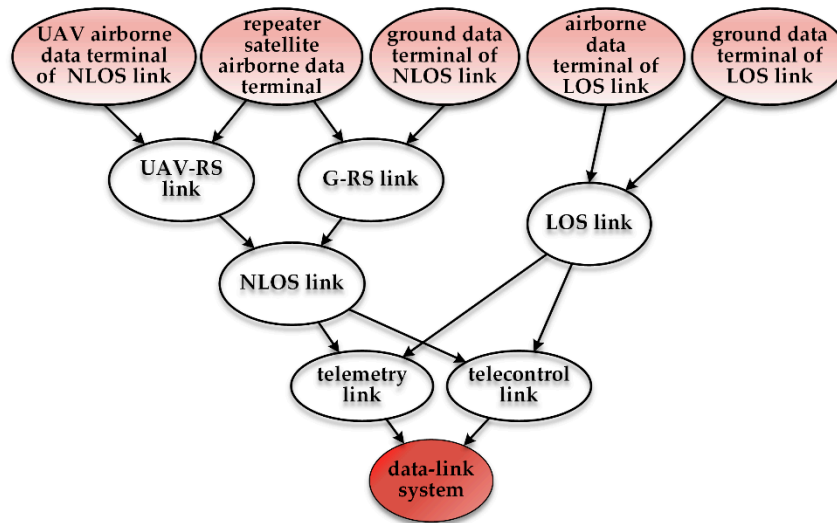 UAV airborne
data terminal
of NLOS link
repeater
satellite
airborne data
terminal
ground data
terminal of
NLOS link
airborne
data
terminal of
LOS link
ground data
terminal of
LOS link
UAV-RS
link
G-RS link
LOS link
NLOS link
telemetry
link
telecontrol
link
data-link
system